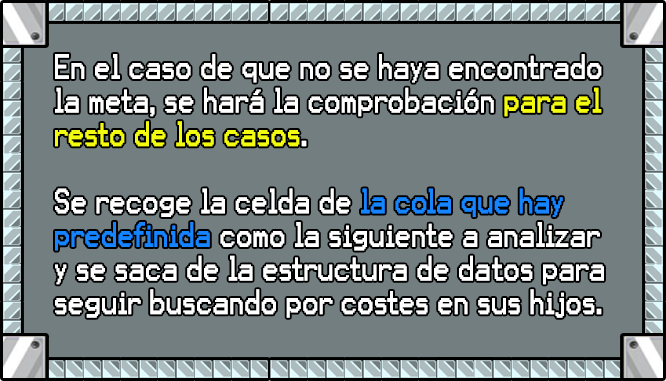 En el caso de que no se haya encontrado
la meta, se hará la comprobación para el
resto de los casos.
Se recoge la celda de la cola que hay
predefinida como la siguiente a analizar
y se saca de la estructura de datos para
seguir buscando por costes en sus hijos.